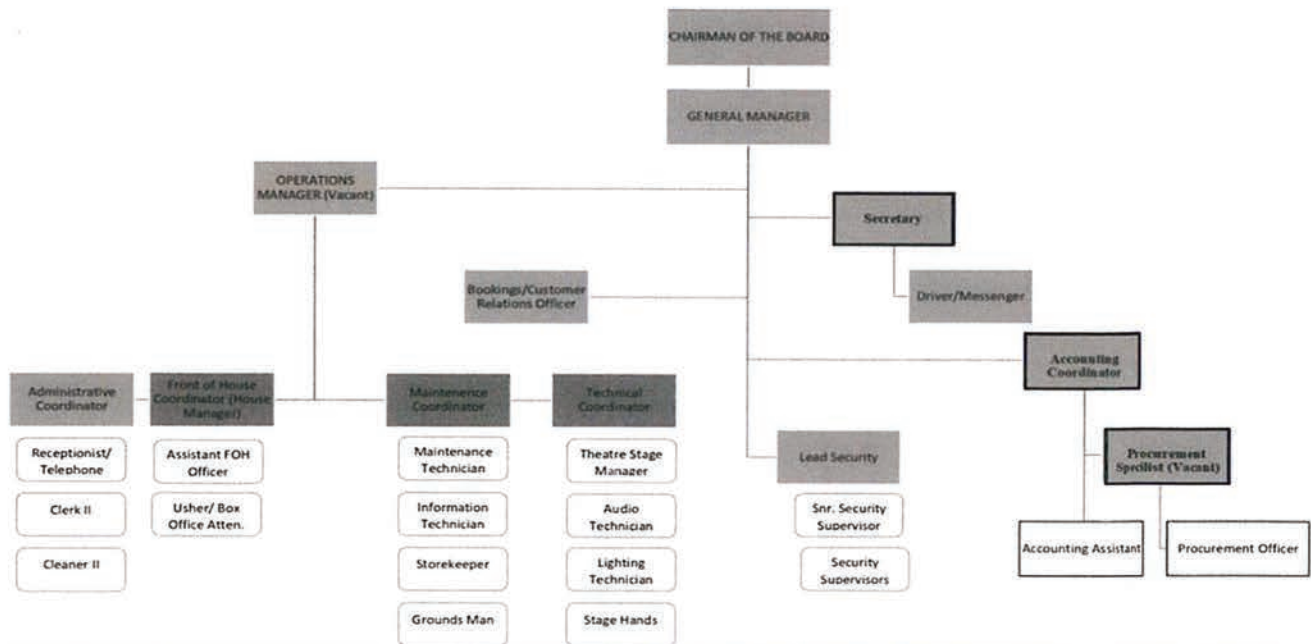 CHAIRMAN OF THE BOARD
GENERAL MANAGER
OPERATIONS
MANAGER (Vacant)
Secretary
Bookings/Customer
Relations Officer
Driver/Messenger
Accounting
Coordinator
Administrative
Coordinator
Front of House
Coordinator (House
Manager)
Maintenence
Coordinator
Technical
Coordinator
Receptionist/
Telephone
Assistant FOH
Officer
Maintenance
Technician
Theatre Stage
Manager
Lead Security
Procurement
Specilist (Vacant)
Clerk II
Usher/ Box
Office Atten.
Information
Technician
Audio
Technician
Snr. Security
Supervisor
Cleaner II
Storekeeper
Lighting
Technician
Security
Supervisors
Accounting Assistant
Procurement Officer
Grounds Man
Stage Hands